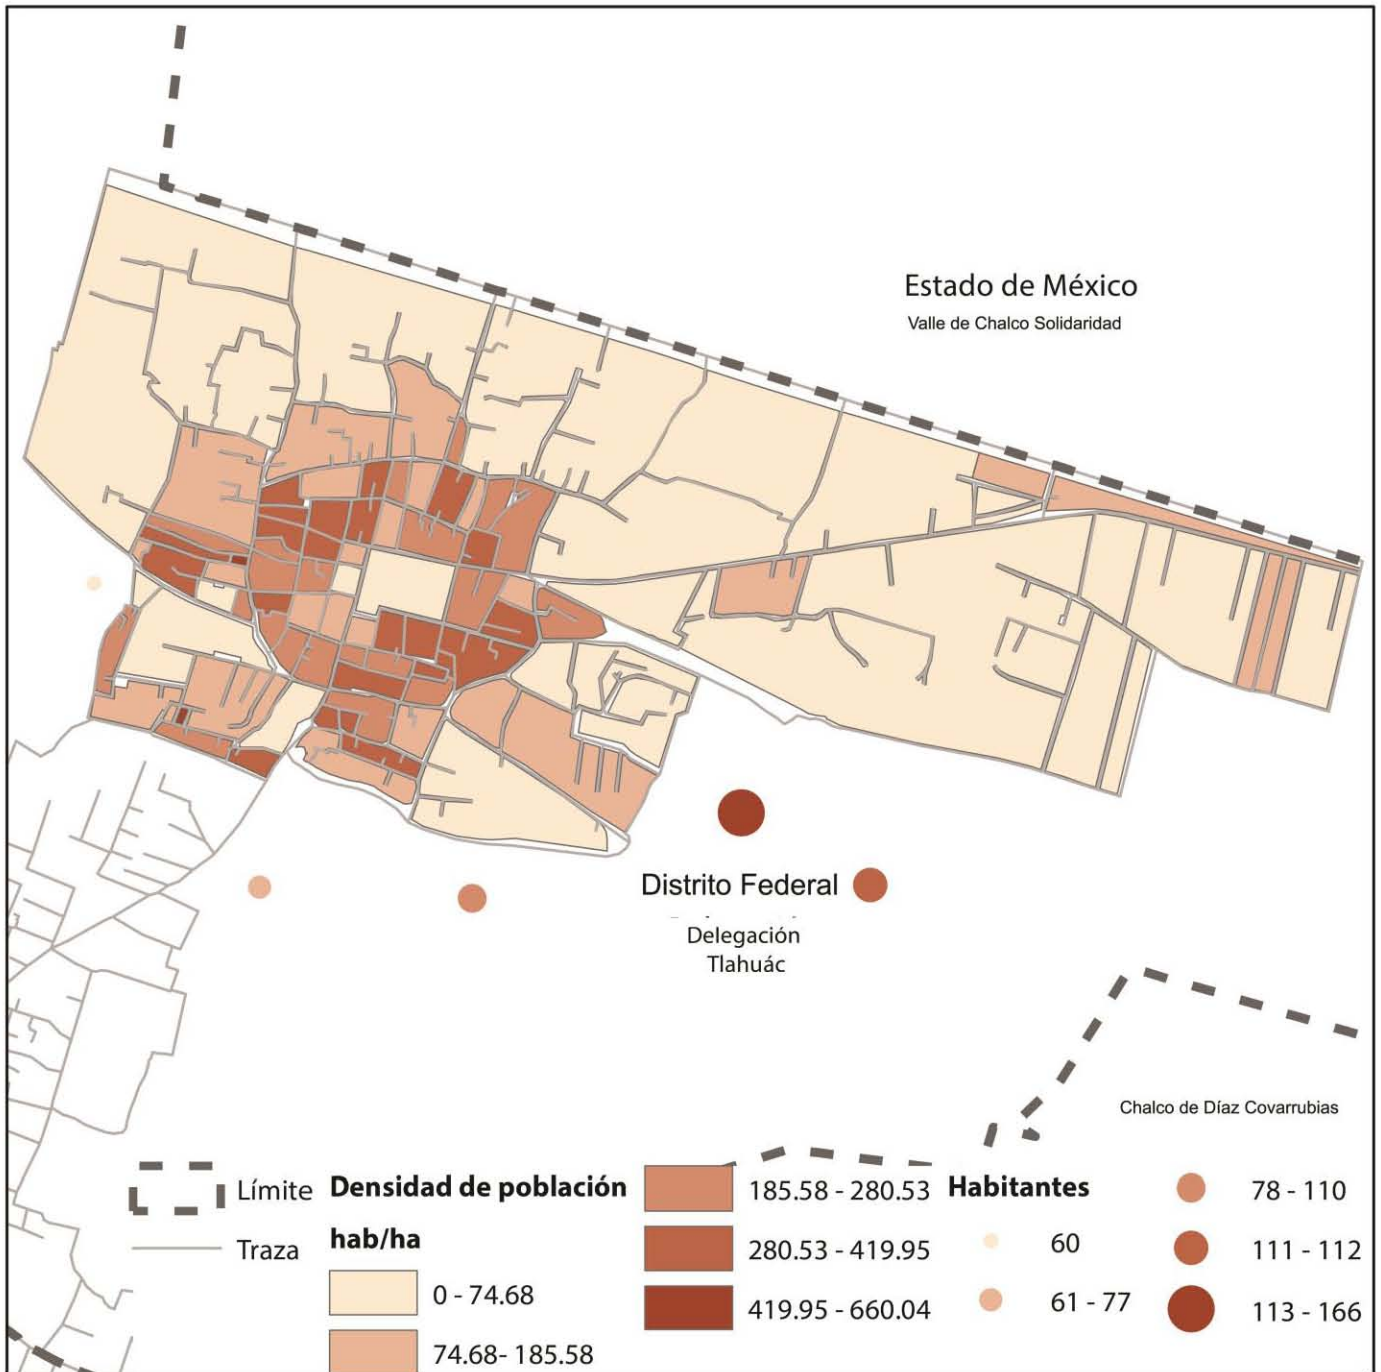 Estado de México
Valle de Chalco Solidaridad
Distrito Federal
Delegación
Tlahuác
Chalco de Díaz Covarrubias
Límite
Traza
Densidad de población
hab/ha
0 - 74.68
74.68- 185.58
185.58 - 280.53
280.53 - 419.95
419.95 - 660.04
Habitantes
60
61 - 77
78 - 110
111 - 112
113 - 166